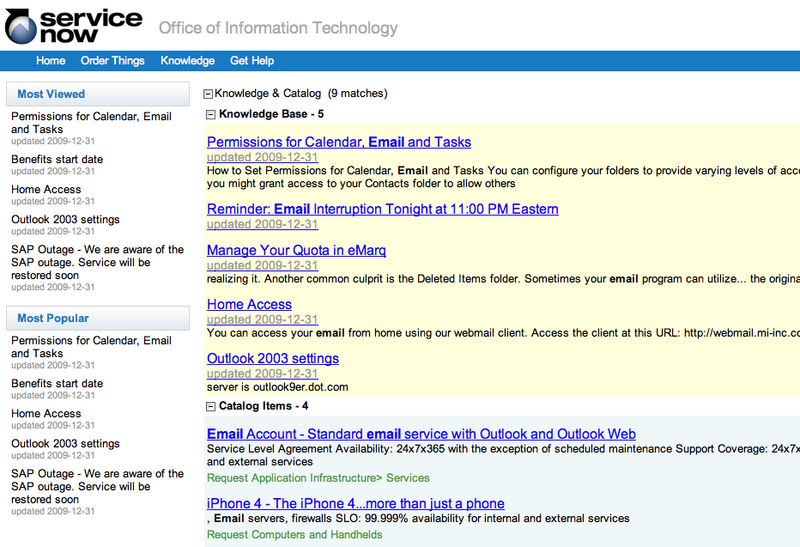 service now
Office of Information Technology
Home Order Things Knowledge Get Help
Most Viewed
Permissions for Calendar, Email
and Tasks
updated 2009-12-31
Benefits start date
updated 2009-12-31
Home Access
updated 2009-12-31
Outlook 2003 settings
updated 2009-12-31
SAP Outage - We are aware of the
SAP outage. Service will be
restored soon
updated 2009-12-31
Most Popular
Permissions for Calendar, Email
and Tasks
updated 2009-12-31
Benefits start date
updated 2009-12-31
Home Access
updated 2009-12-31
Outlook 2003 settings
updated 2009-12-31
SAP Outage - We are aware of the
SAP outage. Service will be
restored soon
updated 2009-12-31
Knowledge & Catalog (9 matches)
Knowledge Base - 5
Permissions for Calendar, Email and Tasks
updated 2009-12-31
How to Set Permissions for Calendar, Email and Tasks You can configure your folders to provide varying levels of acc
you might grant access to your Contacts folder to allow others
Reminder: Email Interruption Tonight at 11:00 PM Eastern
updated 2009-12-31
Manage Your Quota in eMarq
updated 2009-12-31
realizing it. Another common culprit is the Deleted Items folder. Sometimes your email program can utilize... the origina
Home Access
updated 2009-12-31
You can access your email from home using our webmail client. Access the client at this URL: http://webmail.mi-inc.co
Outlook 2003 settings
updated 2009-12-31
server is outlook9er.dot.com
Catalog Items - 4
Email Account - Standard email service with Outlook and Outlook Web
Service Level Agreement Availability: 24x7x365 with the exception of scheduled maintenance Support Coverage: 24x7x
and external services
Request Application Infrastructure> Services
iPhone 4 - The iPhone 4...more than just a phone
, Email servers, firewalls SLO: 99.999% availability for internal and external services
Request Computers and Handhelds